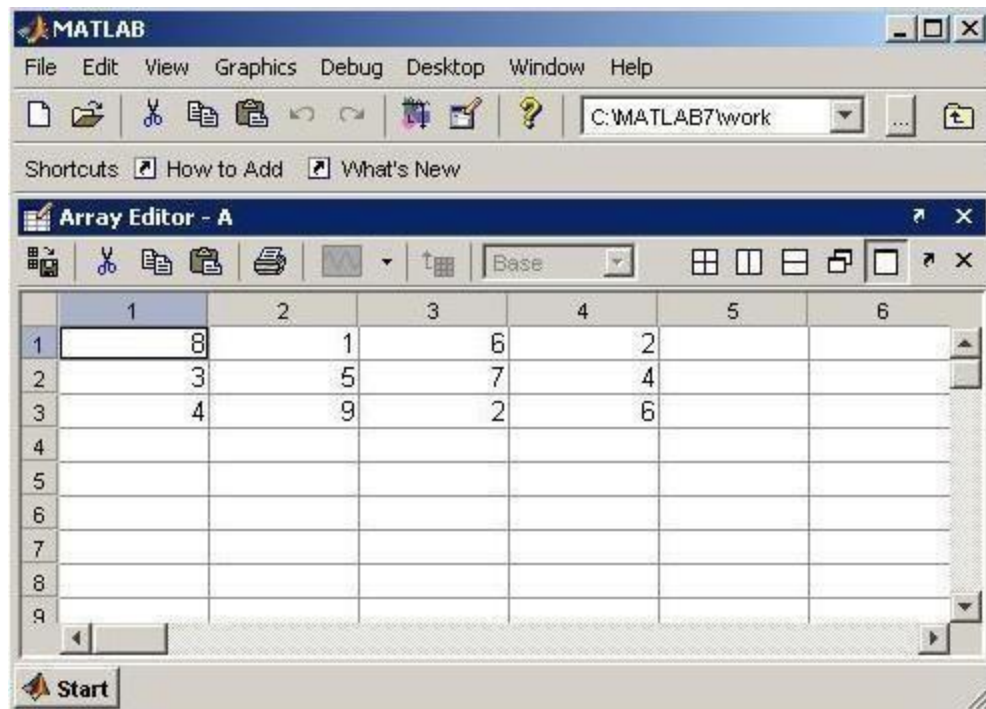 MATLAB
File Edit View Graphics Debug Desktop Window Help
C:\MATLAB7\work ...
Shortcuts How to Add What's New
Array Editor - A
Base
1 2 3 4 5 6
1 8 1 6 2
2 3 5 7 4
3 4 9 2 6
4
5
6
7
8
9
Start